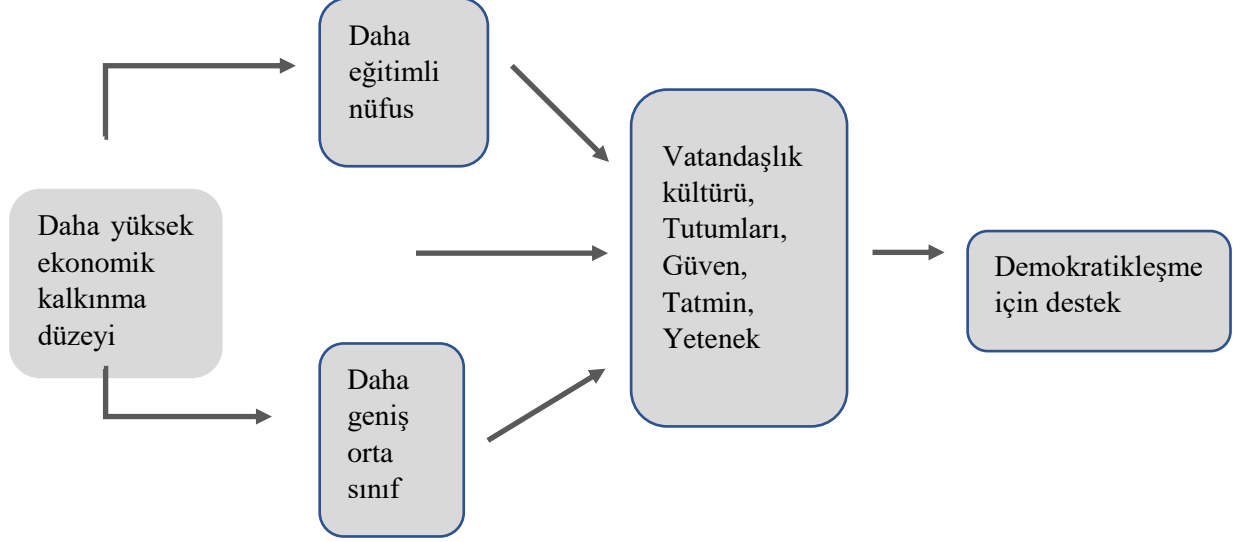 Daha
eğitimli
nüfus
Daha yüksek
ekonomik
kalkınma
düzeyi
Daha
geniş
orta
sınıf
Vatandaşlık
kültürü,
Tutumları,
Güven,
Tatmin,
Yetenek
Demokratikleşme
için destek